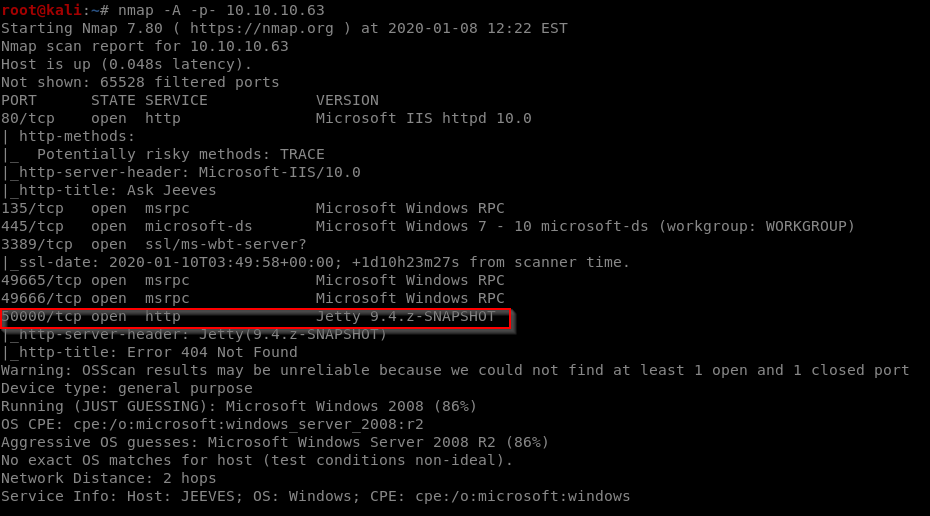 root@kali:~# nmap -A -p- 10.10.10.63
Starting Nmap 7.80 ( https://nmap.org ) at 2020-01-08 12:22 EST
Nmap scan report for 10.10.10.63
Host is up (0.048s latency).
Not shown: 65528 filtered ports
PORT      STATE SERVICE            VERSION
80/tcp    open  http               Microsoft IIS httpd 10.0
| http-methods:
|_  Potentially risky methods: TRACE
|_http-server-header: Microsoft-IIS/10.0
|_http-title: Ask Jeeves
135/tcp   open  msrpc              Microsoft Windows RPC
445/tcp   open  microsoft-ds       Microsoft Windows 7 - 10 microsoft-ds (workgroup: WORKGROUP)
3389/tcp  open  ssl/ms-wbt-server?
|_ssl-date: 2020-01-10T03:49:58+00:00; +1d10h23m27s from scanner time.
49665/tcp open  msrpc              Microsoft Windows RPC
49666/tcp open  msrpc              Microsoft Windows RPC
50000/tcp open  http               Jetty 9.4.z-SNAPSHOT
|_http-server-header: Jetty(9.4.z-SNAPSHOT)
|_http-title: Error 404 Not Found
Warning: OSScan results may be unreliable because we could not find at least 1 open and 1 closed port
Device type: general purpose
Running (JUST GUESSING): Microsoft Windows 2008 (86%)
OS CPE: cpe:/o:microsoft:windows_server_2008:r2
Aggressive OS guesses: Microsoft Windows Server 2008 R2 (86%)
No exact OS matches for host (test conditions non-ideal).
Network Distance: 2 hops
Service Info: Host: JEEVES; OS: Windows; CPE: cpe:/o:microsoft:windows